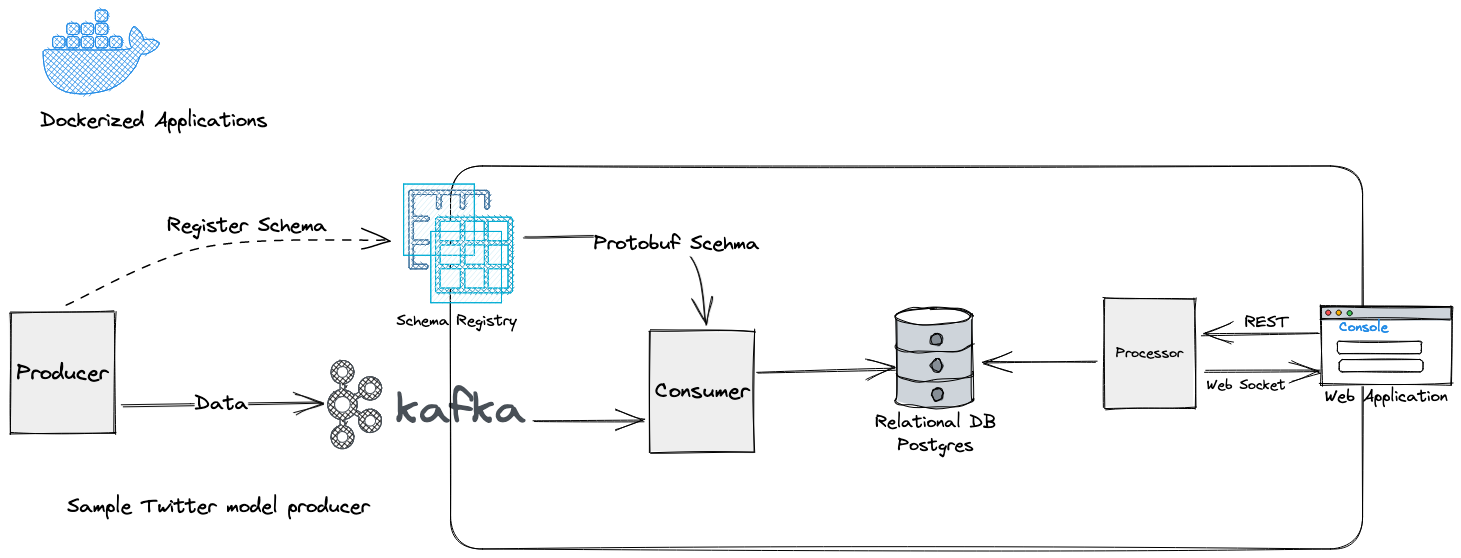 Dockerized Applications
Register Schema
Protobuf Scehma
Schema Registry
Producer
Data
kafka
Consumer
Relational DB
Postgres
Processor
REST
Web Socket
Console
Web Application
Sample Twitter model producer